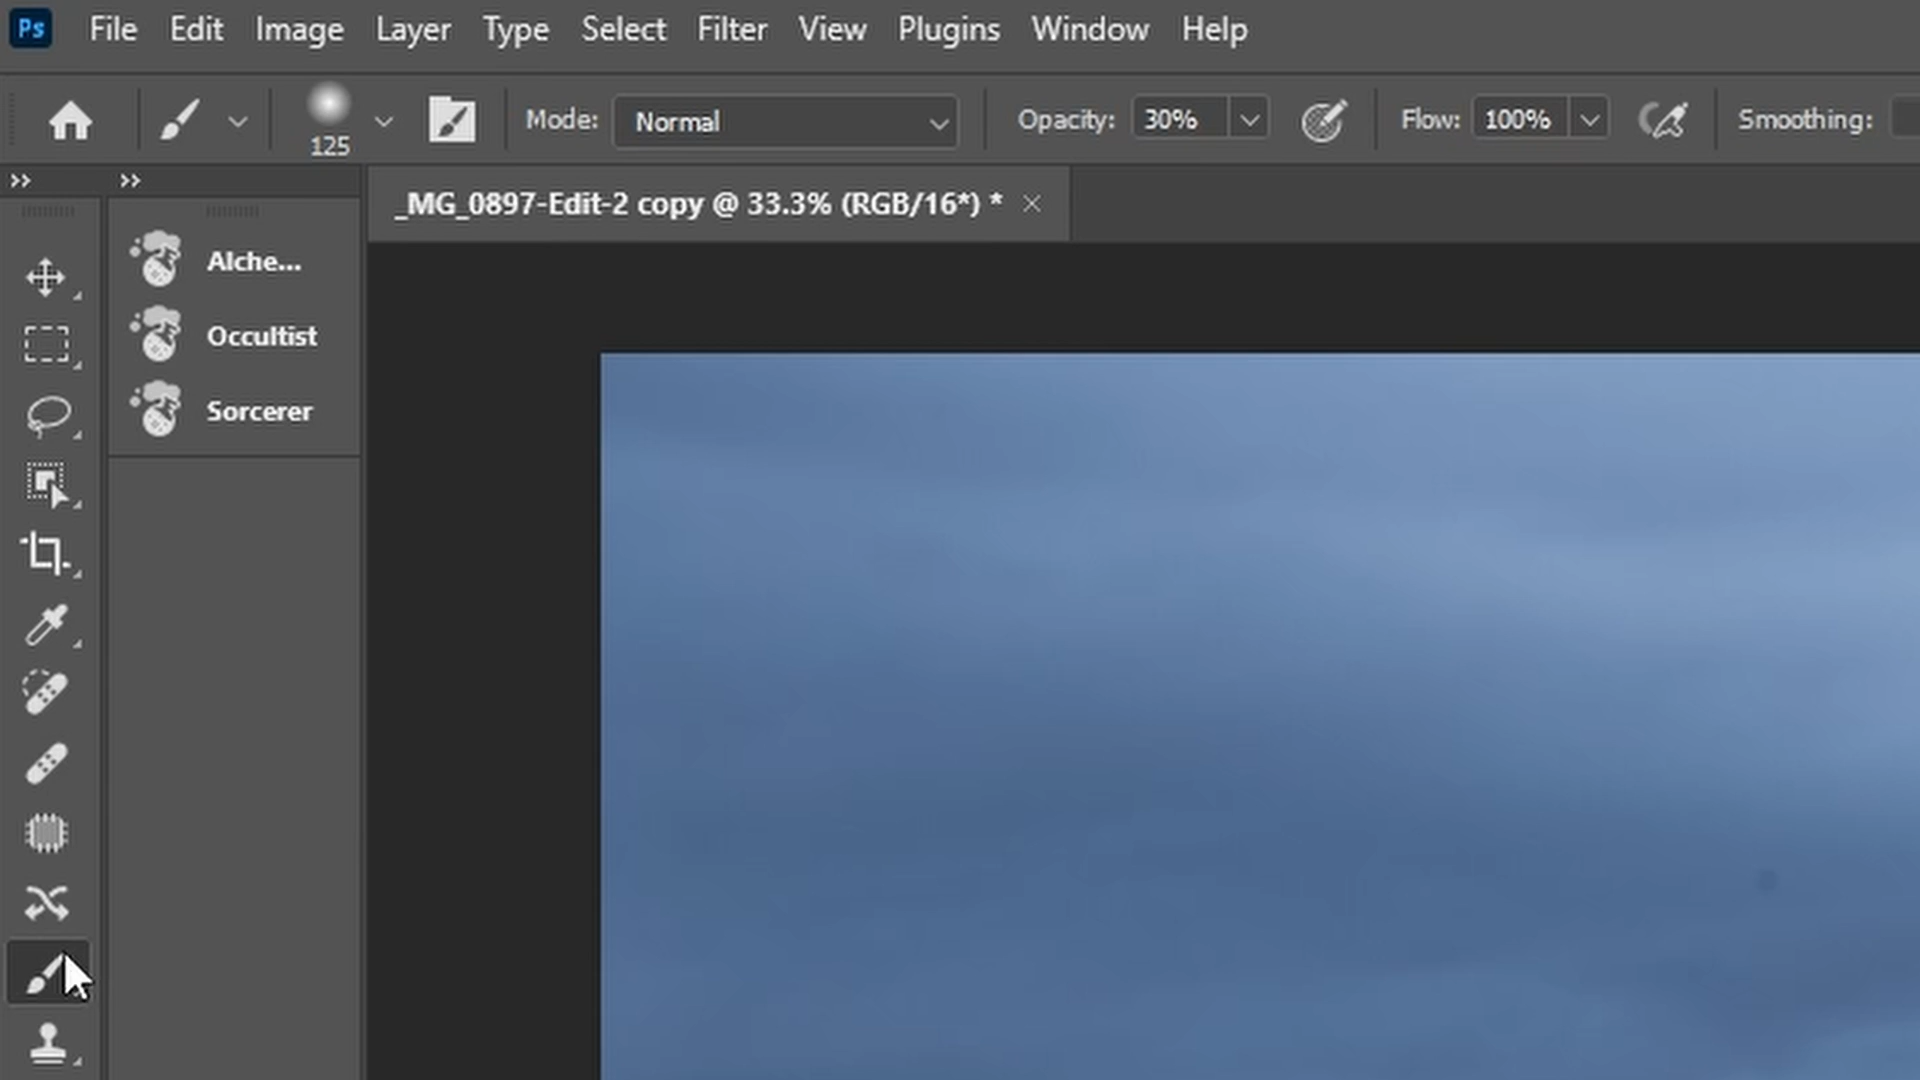 Ps File Edit Image Layer Type Select Filter View Plugins Window Help
125 Mode: Normal Opacity: 30% Flow: 100% Smoothing:
_MG_0897-Edit-2 copy @ 33.3% (RGB/16*) *
Alche...
Occultist
Sorcerer